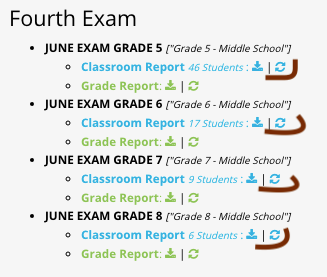 Fourth Exam
JUNE EXAM GRADE 5 ["Grade 5 - Middle School"]
Classroom Report 46 Students : |
Grade Report: |
JUNE EXAM GRADE 6 ["Grade 6 - Middle School"]
Classroom Report 17 Students : |
Grade Report: |
JUNE EXAM GRADE 7 ["Grade 7 - Middle School"]
Classroom Report 9 Students : |
Grade Report: |
JUNE EXAM GRADE 8 ["Grade 8 - Middle School"]
Classroom Report 6 Students : |
Grade Report: |